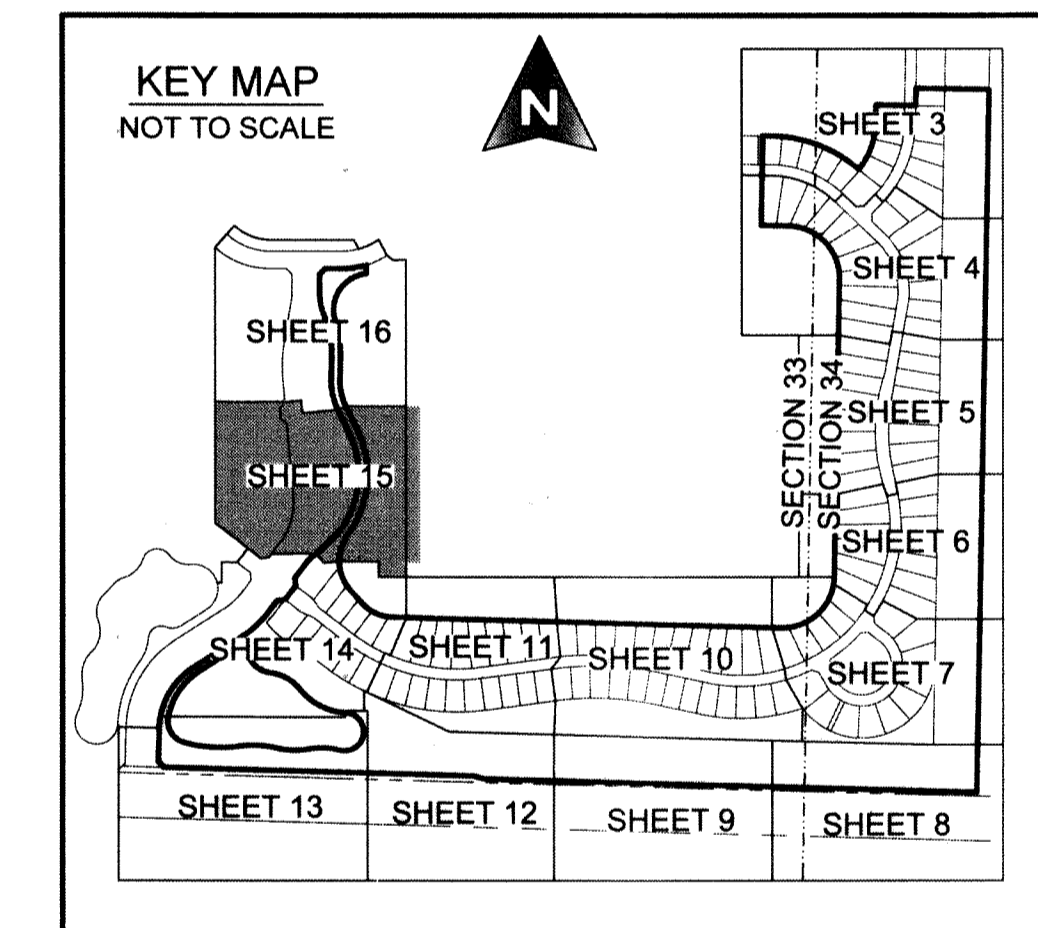 KEY MAP
NOT TO SCALE
N
SHEET 3
SHEET 4
SHEET 16
SECTION 33
SECTION 34
SHEET 5
SHEET 15
SHEET 6
SHEET 14
SHEET 11
SHEET 10
SHEET 7
SHEET 13
SHEET 12
SHEET 9
SHEET 8